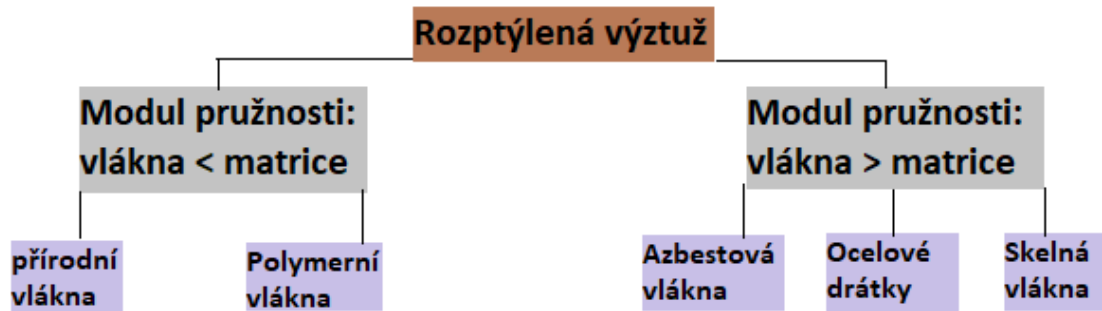 Rozptýlená výztuž
Modul pružnosti:
vlákna < matrice
Modul pružnosti:
vlákna > matrice
přírodní
vlákna
Polymerní
vlákna
Azbestová
vlákna
Ocelové
drátky
Skelná
vlákna